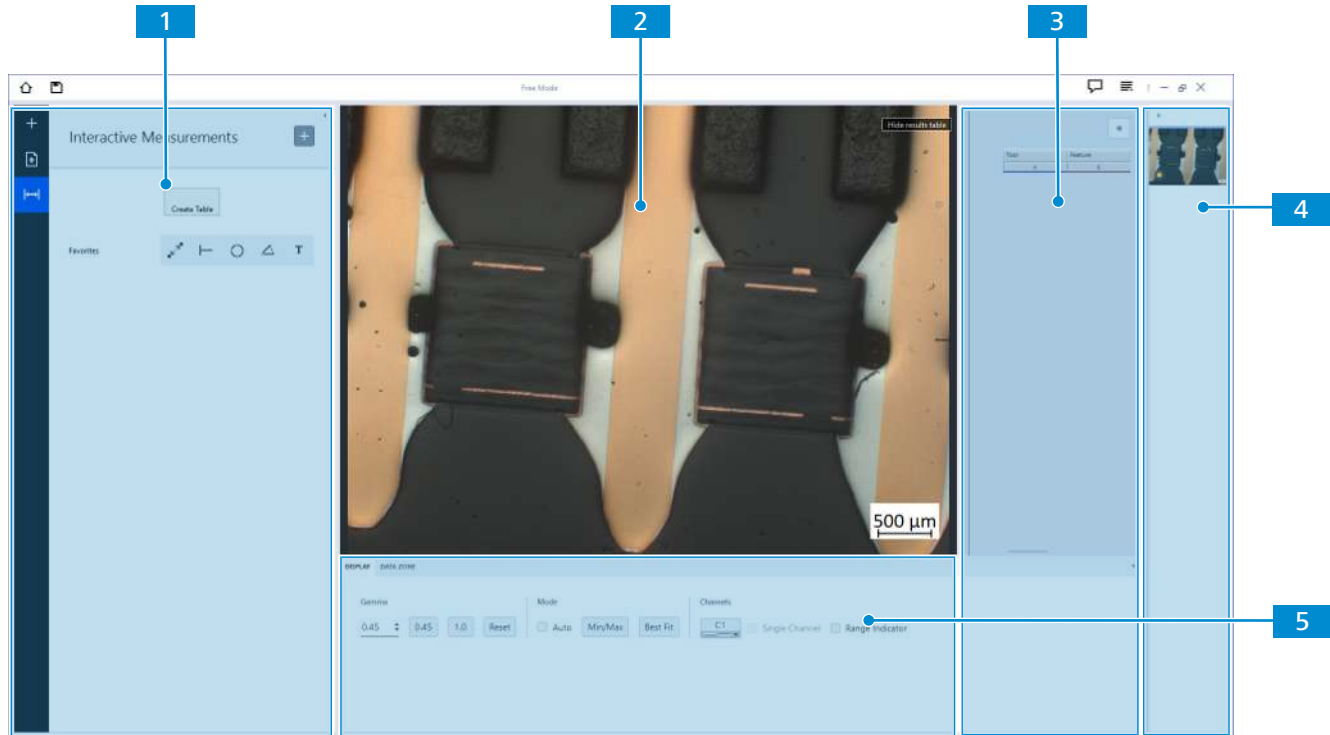 1
2
3
Free Mode
Interactive Measurements
Hide results table
Tool Feature
4
Create Table
Favorites T
500 µm
DISPLAY DATA ZONE
Gamma Mode Channels
0.45 0.45 1.0 Reset Auto Min/Max Best Fit C1 Single Channel Range Indicator
5